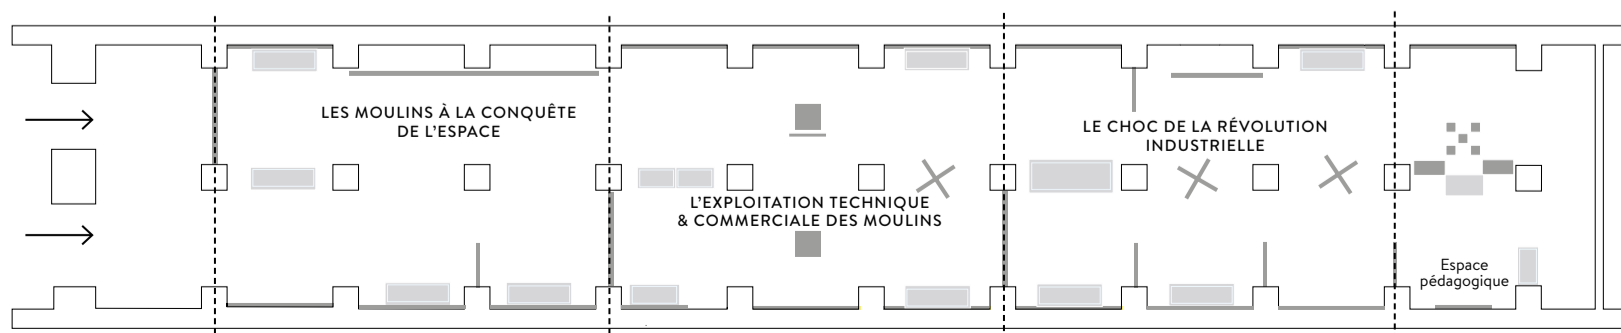 LES MOULINS À LA CONQUÊTE
DE L'ESPACE
L'EXPLOITATION TECHNIQUE
& COMMERCIALE DES MOULINS
LE CHOC DE LA RÉVOLUTION
INDUSTRIELLE
Espace
pédagogique